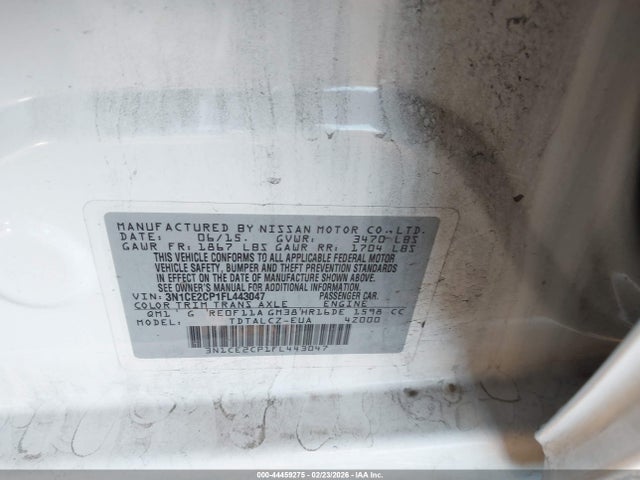 MANUFACTURED BY NISSAN MOTOR CO.,LTD.
DATE: 06/15. GVWR: 3470 LBS
GAWR FR: 1867 LBS GAWR RR: 1704 LBS
THIS VEHICLE CONFORMS TO ALL APPLICABLE FEDERAL MOTOR
VEHICLE SAFETY, BUMPER AND THEFT PREVENTION STANDARDS
IN EFFECT ON THE DATE OF MANUFACTURE SHOWN ABOVE.
SEE OWNERS MANUAL FOR ADDITIONAL INFORMATION.
VIN: 3N1CE2CP1FL443047 PASSENGER CAR.
COLOR TRIM TRANS AXLE ENGINE
QM1 G RE0F11A GM38 HR16DE 1598 CC
MODEL: TDTALCZ-EUA 4Z000
3N1CE2CP1FL443047
000-44459275 - 02/23/2026 - IAA Inc.